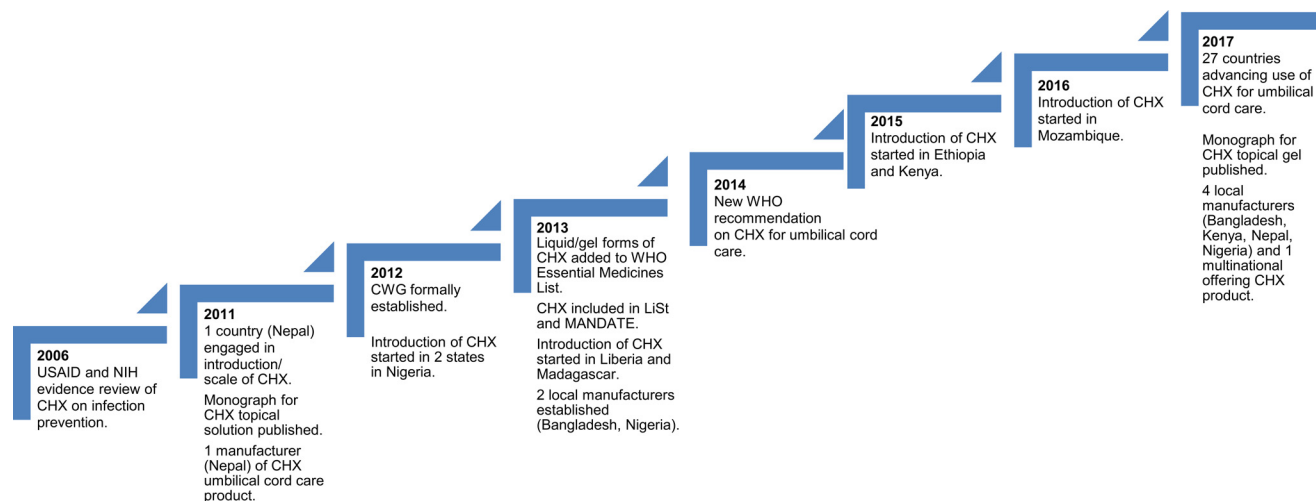 2006
USAID and NIH
evidence review of
CHX on infection
prevention.
2011
1 country (Nepal)
engaged in
introduction/
scale of CHX.
Monograph for
CHX topical
solution published.
1 manufacturer
(Nepal) of CHX
umbilical cord care
product.
2012
CWG formally
established.
Introduction of CHX
started in 2 states
in Nigeria.
2013
Liquid/gel forms of
CHX added to WHO
Essential Medicines
List.
CHX included in LiSt
and MANDATE.
Introduction of CHX
started in Liberia and
Madagascar.
2 local manufacturers
established
(Bangladesh, Nigeria).
2014
New WHO
recommendation
on CHX for umbilical cord
care.
2015
Introduction of CHX
started in Ethiopia
and Kenya.
2016
Introduction of CHX
started in
Mozambique.
2017
27 countries
advancing use of
CHX for umbilical
cord care.
Monograph for
CHX topical gel
published.
4 local
manufacturers
(Bangladesh,
Kenya, Nepal,
Nigeria) and 1
multinational
offering CHX
product.